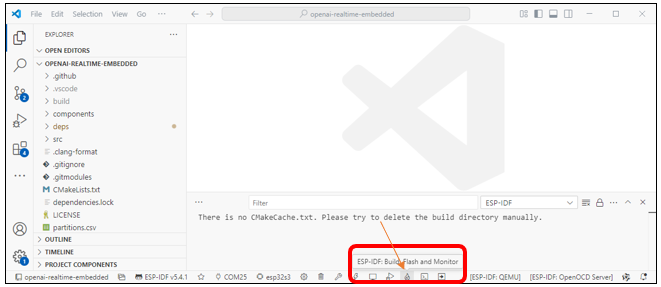 File Edit Selection View Go ... openai-realtime-embedded
EXPLORER ...
OPEN EDITORS
OPENAI-REALTIME-EMBEDDED
.github
.vscode
build
components
deps
src
.clang-format
.gitignore
.gitmodules
CMakeLists.txt
dependencies.lock
LICENSE
partitions.csv
OUTLINE
TIMELINE
PROJECT COMPONENTS
2
4
1
... Filter ESP-IDF ...
There is no CMakeCache.txt. Please try to delete the build directory manually.
ESP-IDF: Build, Flash and Monitor
openai-realtime-embedded ESP-IDF v5.4.1 COM25 esp32s3 [ESP-IDF: QEMU] [ESP-IDF: OpenOCD Server]